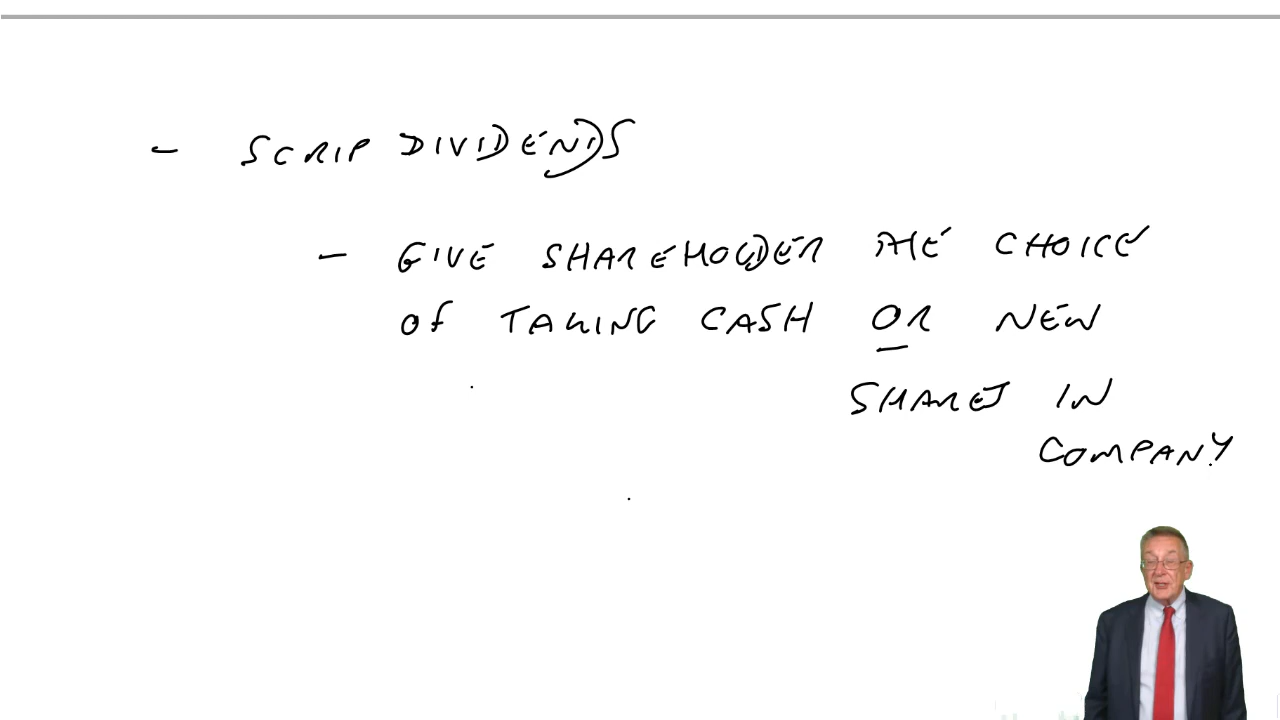 - SCRIP DIVIDENDS
- GIVE SHAREHOLDER THE CHOICE
OF TAKING CASH OR NEW
SHARES IN
COMPANY